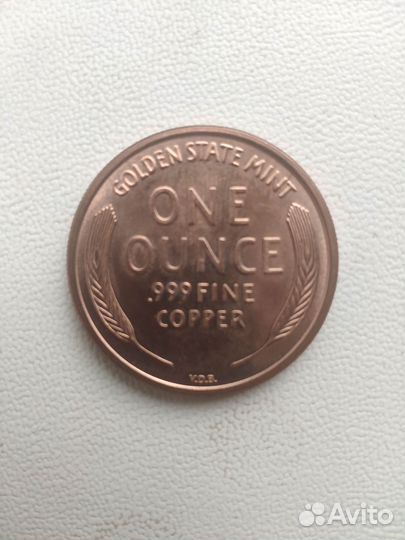 GOLDEN STATE MINT
ONE
OUNCE
.999 FINE
COPPER
V.D.B.
Avito